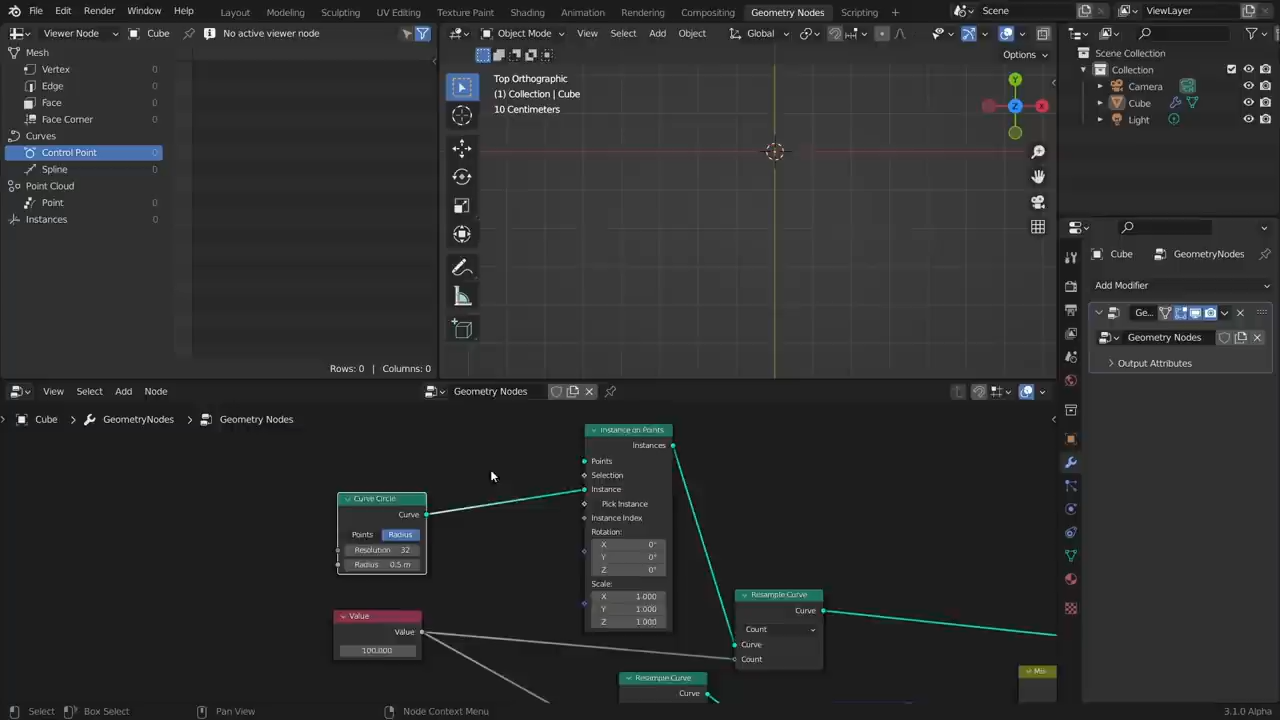 File Edit Render Window Help Layout Modeling Sculpting UV Editing Texture Paint Shading Animation Rendering Compositing Geometry Nodes Scripting Scene ViewLayer
Viewer Node Cube No active viewer node
Object Mode View Select Add Object Global
Options
Mesh
Vertex 0
Edge 0
Face 0
Face Corner 0
Curves
Control Point 0
Spline 0
Point Cloud
Point 0
Instances 0
Rows: 0 | Columns: 0
Top Orthographic
(1) Collection | Cube
10 Centimeters
Y
Z
X
Scene Collection
Collection
Camera
Cube
Light
Cube GeometryNodes
Add Modifier
Ge...
Geometry Nodes
Output Attributes
View Select Add Node Geometry Nodes
Cube GeometryNodes Geometry Nodes
Instance on Points
Instances
Points
Selection
Instance
Pick Instance
Instance Index
Rotation:
X 0°
Y 0°
Z 0°
Scale:
X 1.000
Y 1.000
Z 1.000
Curve Circle
Curve
Points Radius
Resolution 32
Radius 0.5 m
Value
Value
100.000
Resample Curve
Curve
Count
Curve
Count
Resample Curve
Curve
Select Box Select Pan View Node Context Menu 3.1.0 Alpha